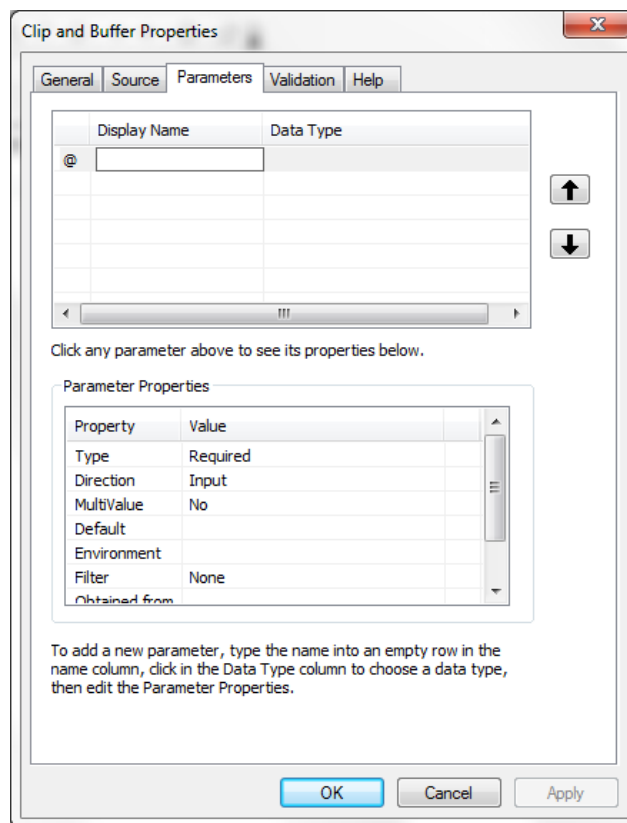 Clip and Buffer Properties
General Source Parameters Validation Help
Display Name Data Type
@
Click any parameter above to see its properties below.
Parameter Properties
Property Value
Type Required
Direction Input
MultiValue No
Default
Environment
Filter None
Obtained from
To add a new parameter, type the name into an empty row in the
name column, click in the Data Type column to choose a data type,
then edit the Parameter Properties.
OK Cancel Apply